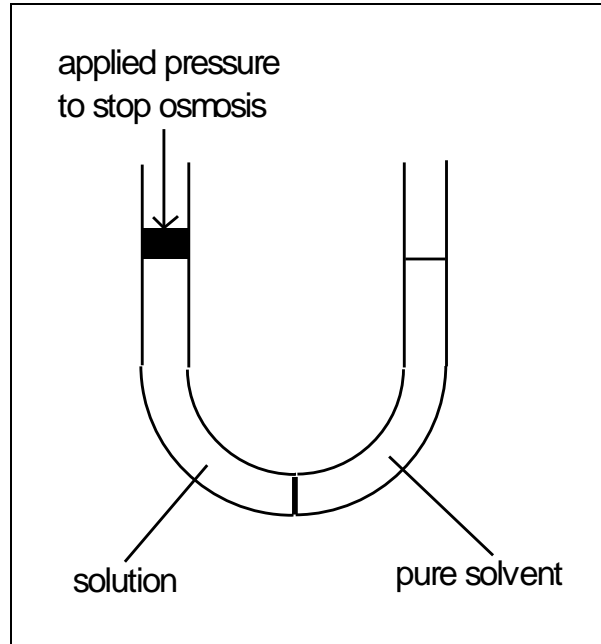 applied pressure
to stop osmosis
solution
pure solvent